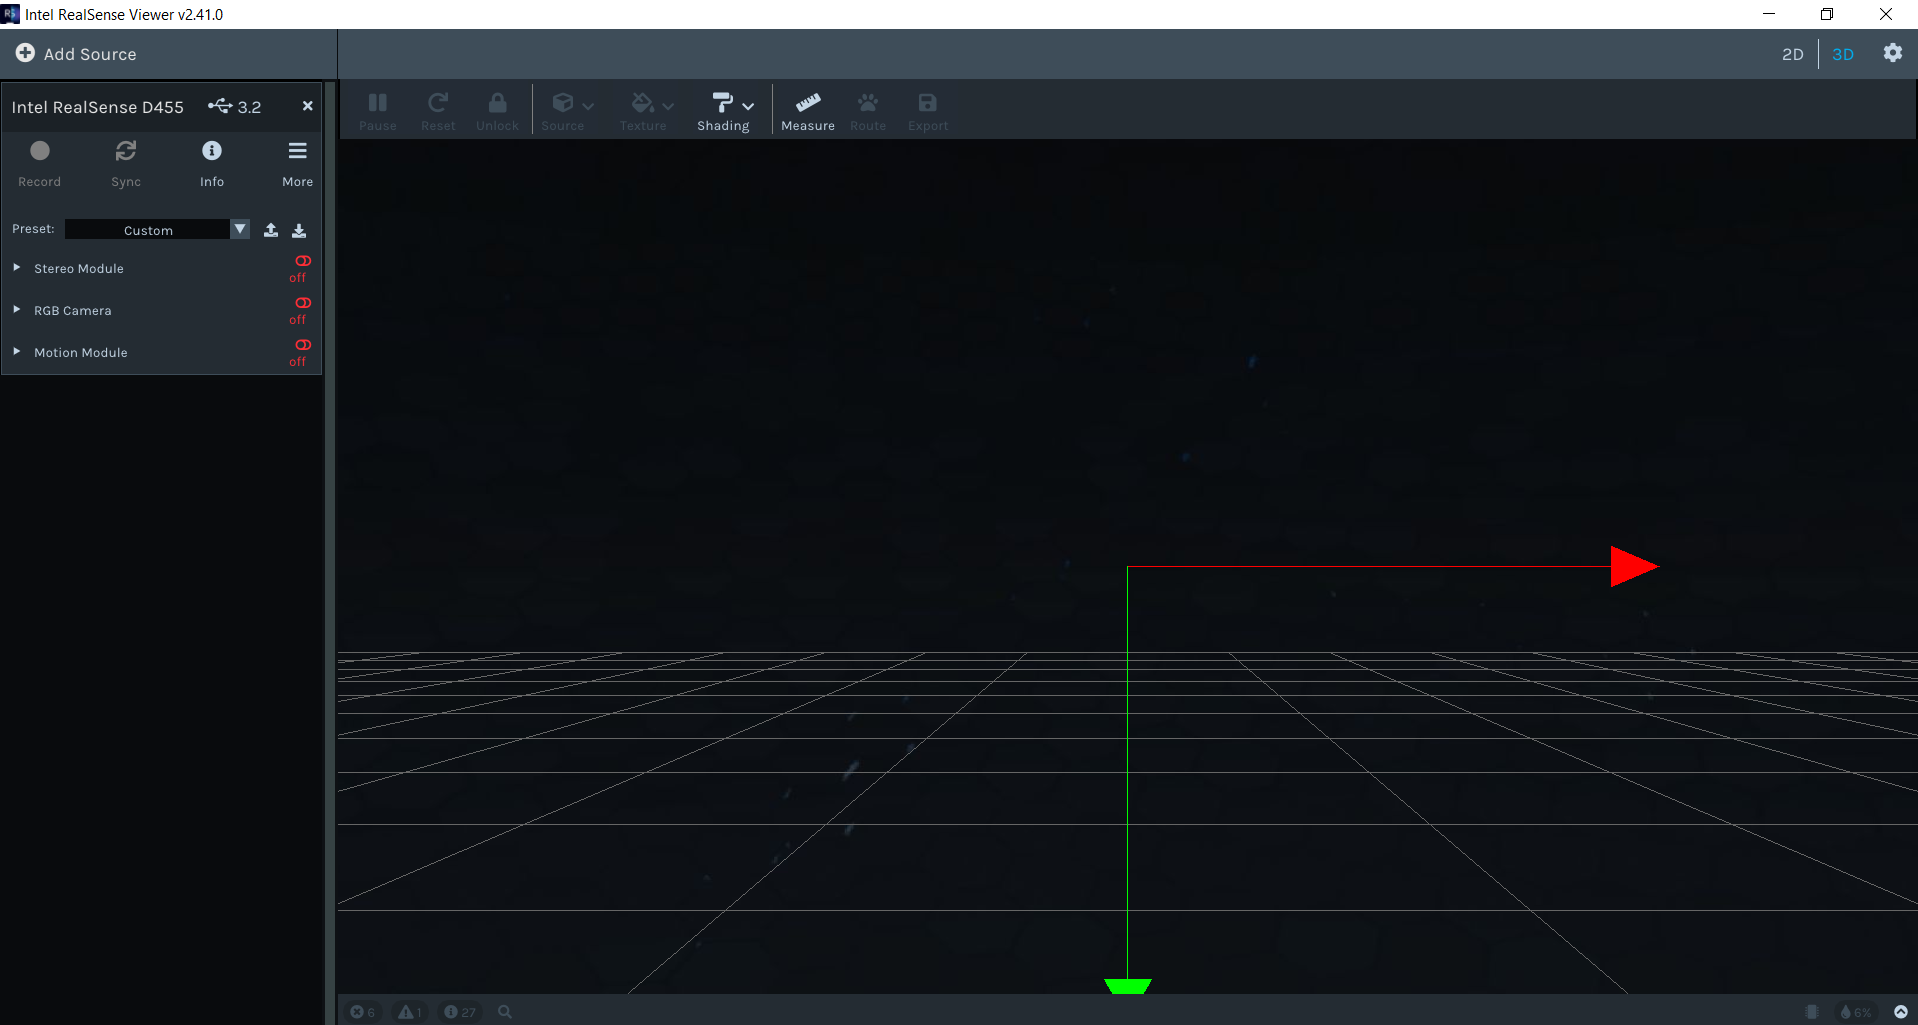 RS Intel RealSense Viewer v2.41.0
Add Source
2D 3D
Intel RealSense D455 3.2
Record Sync Info More
Preset: Custom
Stereo Module off
RGB Camera off
Motion Module off
Pause Reset Unlock Source Texture Shading Measure Route Export
6 1 27 6%